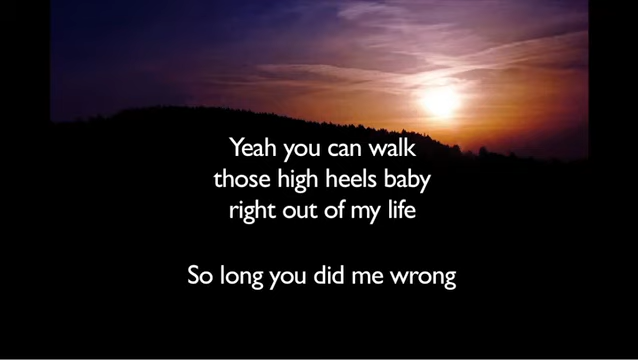 Yeah you can walk
those high heels baby
right out of my life
So long you did me wrong